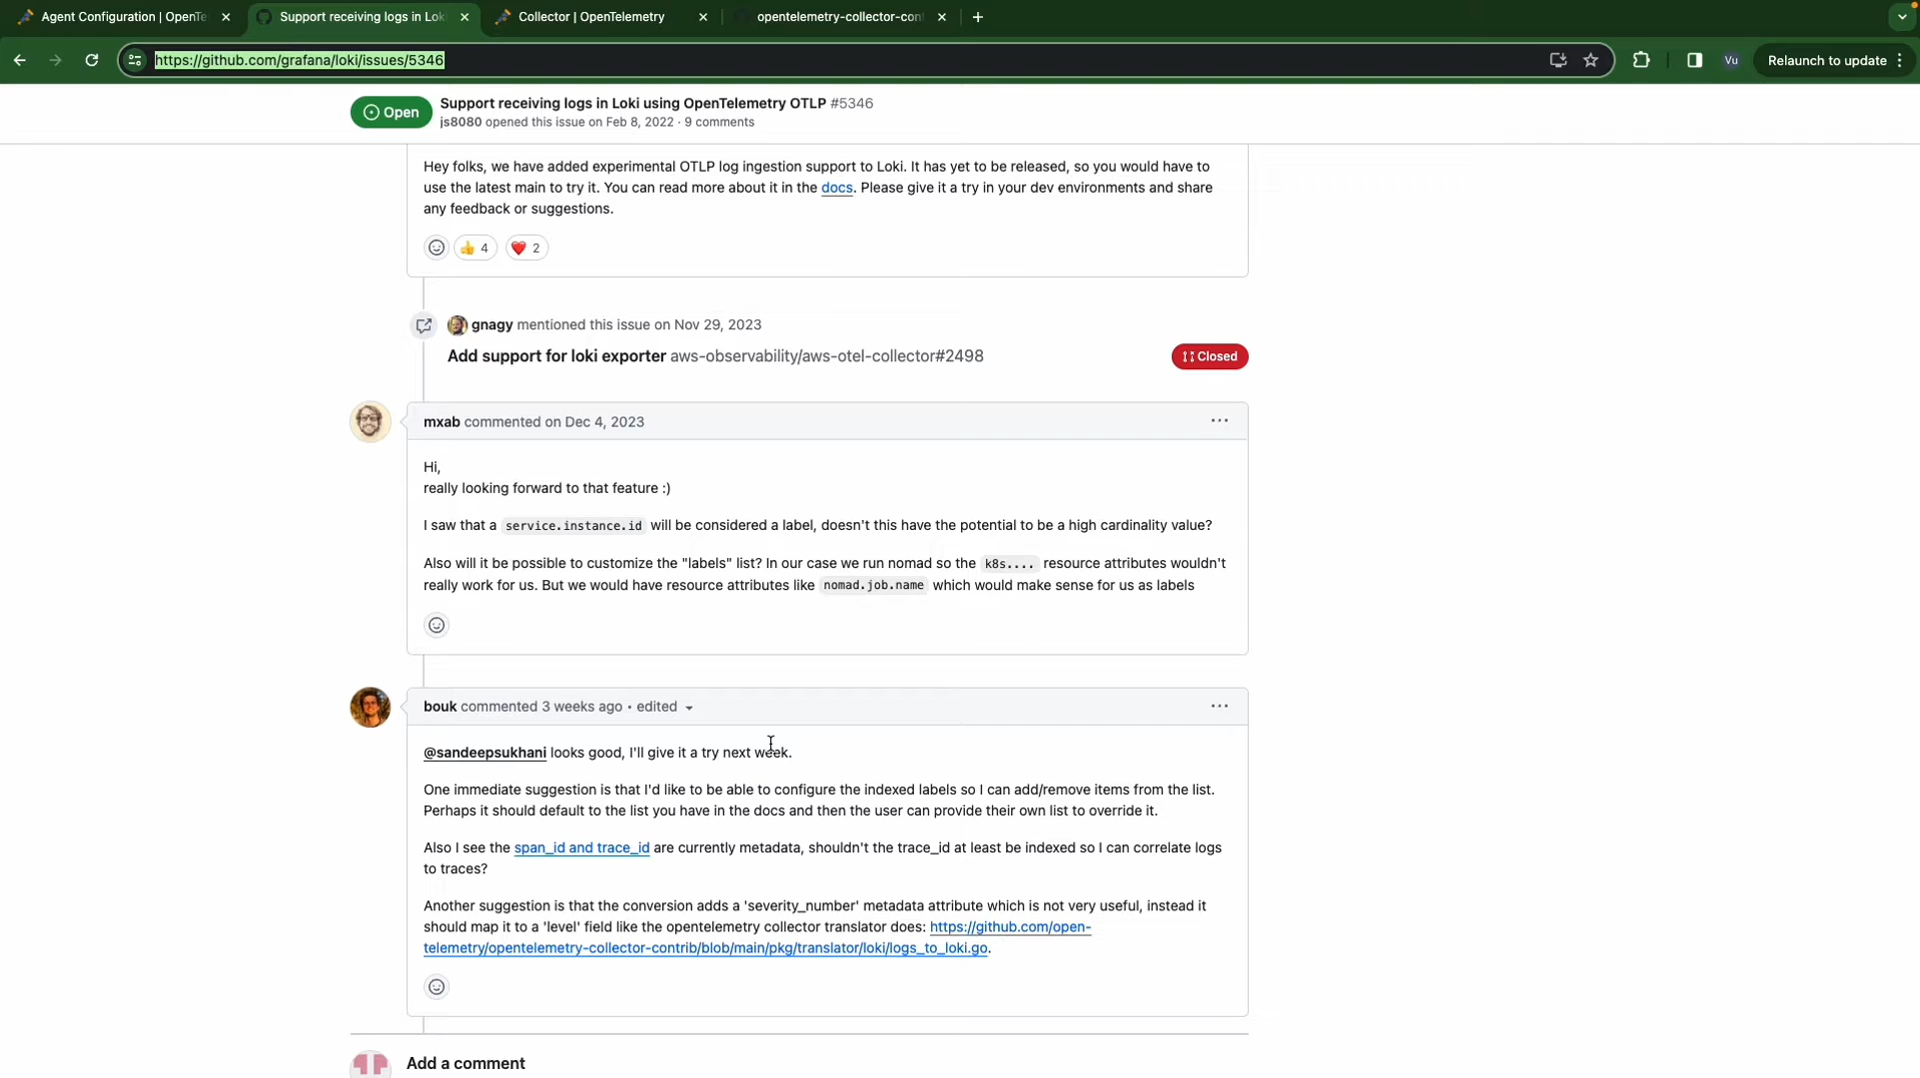 Agent Configuration | OpenTe
Support receiving logs in Lok
Collector | OpenTelemetry
opentelemetry-collector-con
https://github.com/grafana/loki/issues/5346
Vu
Relaunch to update
Open
Support receiving logs in Loki using OpenTelemetry OTLP #5346
js8080 opened this issue on Feb 8, 2022 · 9 comments
Hey folks, we have added experimental OTLP log ingestion support to Loki. It has yet to be released, so you would have to
use the latest main to try it. You can read more about it in the docs. Please give it a try in your dev environments and share
any feedback or suggestions.
👍 4 ❤️ 2
gnagy mentioned this issue on Nov 29, 2023
Add support for loki exporter aws-observability/aws-otel-collector#2498
Closed
mxab commented on Dec 4, 2023
Hi,
really looking forward to that feature :)
I saw that a service.instance.id will be considered a label, doesn't this have the potential to be a high cardinality value?
Also will it be possible to customize the "labels" list? In our case we run nomad so the k8s.... resource attributes wouldn't
really work for us. But we would have resource attributes like nomad.job.name which would make sense for us as labels
bouk commented 3 weeks ago • edited
@sandeepsukhani looks good, I'll give it a try next week.
One immediate suggestion is that I'd like to be able to configure the indexed labels so I can add/remove items from the list.
Perhaps it should default to the list you have in the docs and then the user can provide their own list to override it.
Also I see the span_id and trace_id are currently metadata, shouldn't the trace_id at least be indexed so I can correlate logs
to traces?
Another suggestion is that the conversion adds a 'severity_number' metadata attribute which is not very useful, instead it
should map it to a 'level' field like the opentelemetry collector translator does: https://github.com/open-
telemetry/opentelemetry-collector-contrib/blob/main/pkg/translator/loki/logs_to_loki.go.
Add a comment